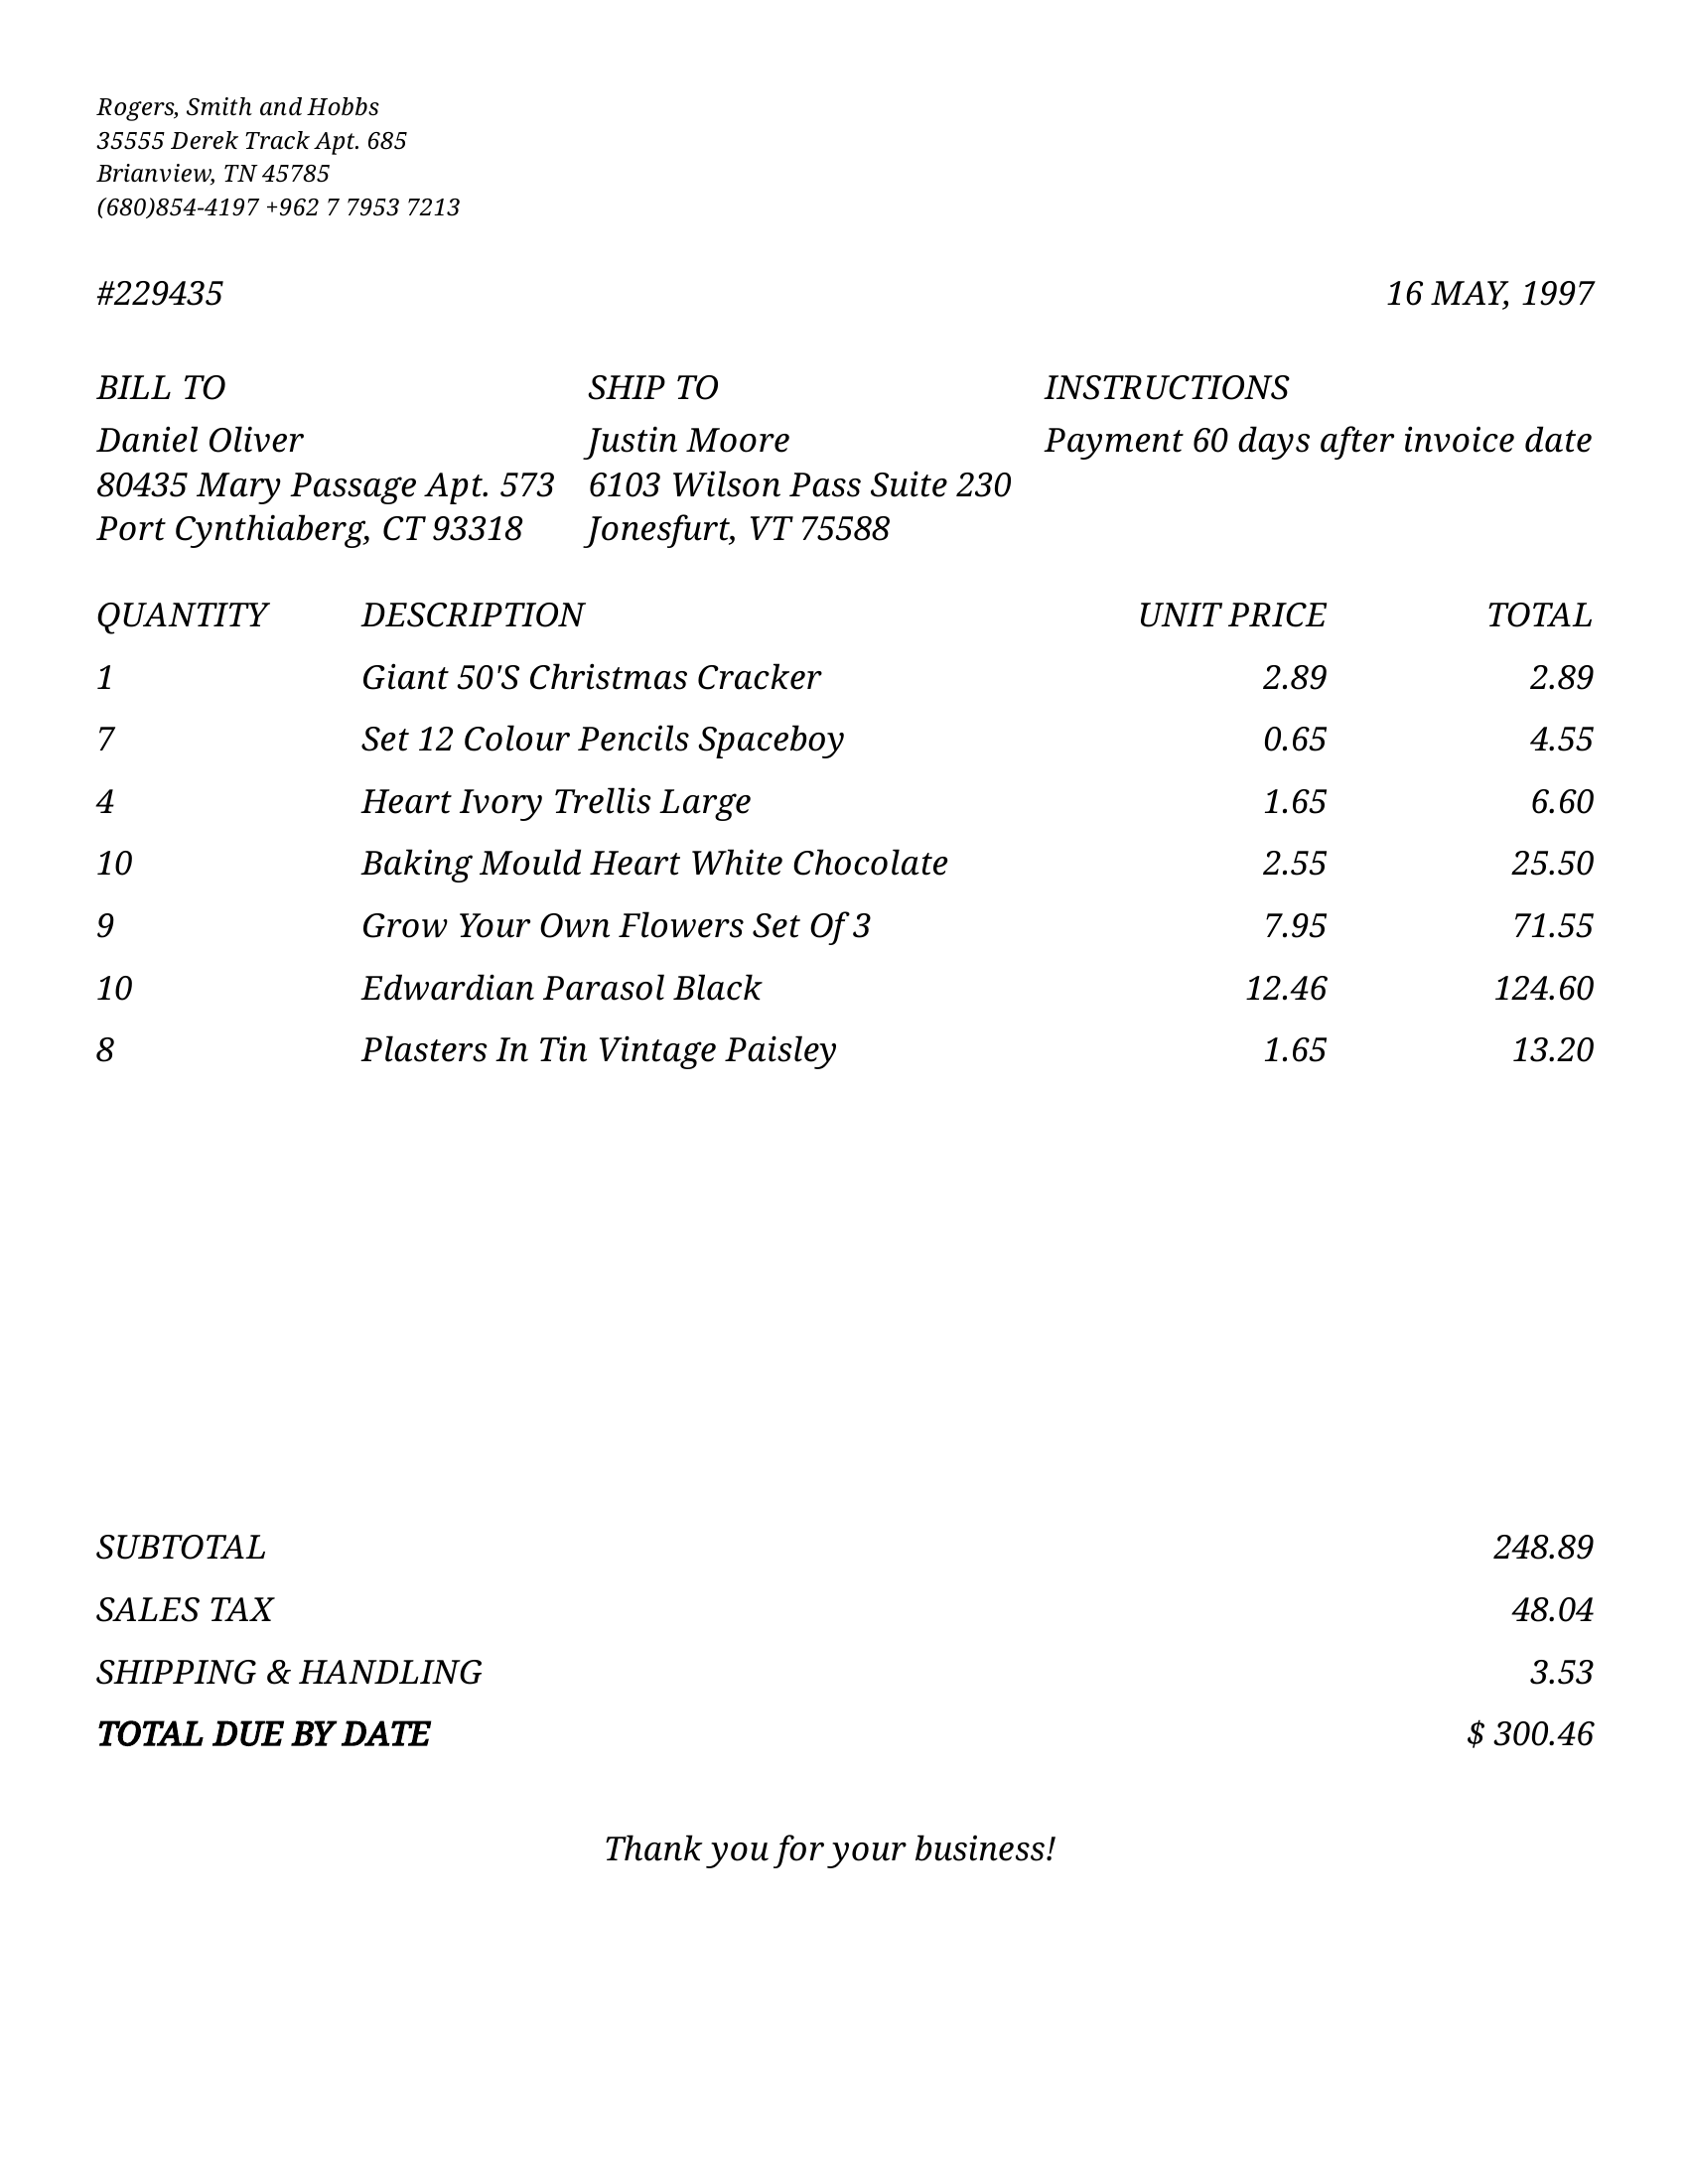 Rogers, Smith and Hobbs
35555 Derek Track Apt. 685
Brianview, TN 45785
(680)854-4197 +962 7 7953 7213
#229435 16 MAY, 1997
BILL TO SHIP TO INSTRUCTIONS
Daniel Oliver Justin Moore Payment 60 days after invoice date
80435 Mary Passage Apt. 573 6103 Wilson Pass Suite 230
Port Cynthiaberg, CT 93318 Jonesfurt, VT 75588
QUANTITY DESCRIPTION UNIT PRICE TOTAL
1 Giant 50'S Christmas Cracker 2.89 2.89
7 Set 12 Colour Pencils Spaceboy 0.65 4.55
4 Heart Ivory Trellis Large 1.65 6.60
10 Baking Mould Heart White Chocolate 2.55 25.50
9 Grow Your Own Flowers Set Of 3 7.95 71.55
10 Edwardian Parasol Black 12.46 124.60
8 Plasters In Tin Vintage Paisley 1.65 13.20
SUBTOTAL 248.89
SALES TAX 48.04
SHIPPING & HANDLING 3.53
TOTAL DUE BY DATE $ 300.46
Thank you for your business!